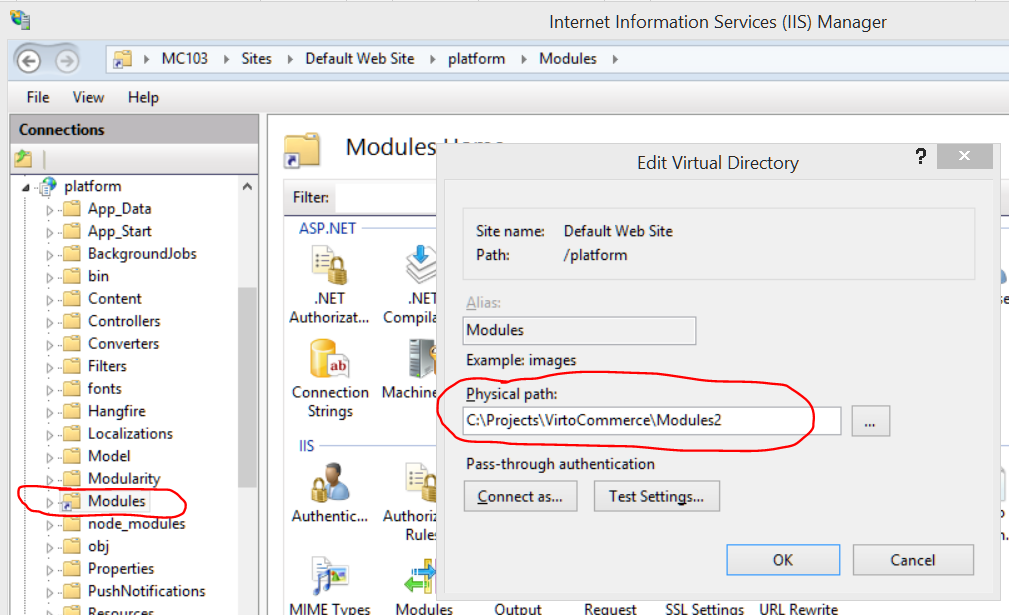 Internet Information Services (IIS) Manager
MC103 Sites Default Web Site platform Modules
File View Help
Connections
platform
App_Data
App_Start
BackgroundJobs
bin
Content
Controllers
Converters
Filters
fonts
Hangfire
Localizations
Model
Modularity
Modules
node_modules
obj
Properties
PushNotifications
Resources
Modules
Filter:
ASP.NET
.NET
Authorizat...
.NET
Connection
Strings
IIS
Authentic...
Rules
MIME Types Modules Output Request SSL Settings URL Rewrite
Edit Virtual Directory
?
Site name: Default Web Site
Path: /platform
Alias:
Modules
Example: images
Physical path:
C:\Projects\VirtoCommerce\Modules2
...
Pass-through authentication
Connect as... Test Settings...
OK Cancel